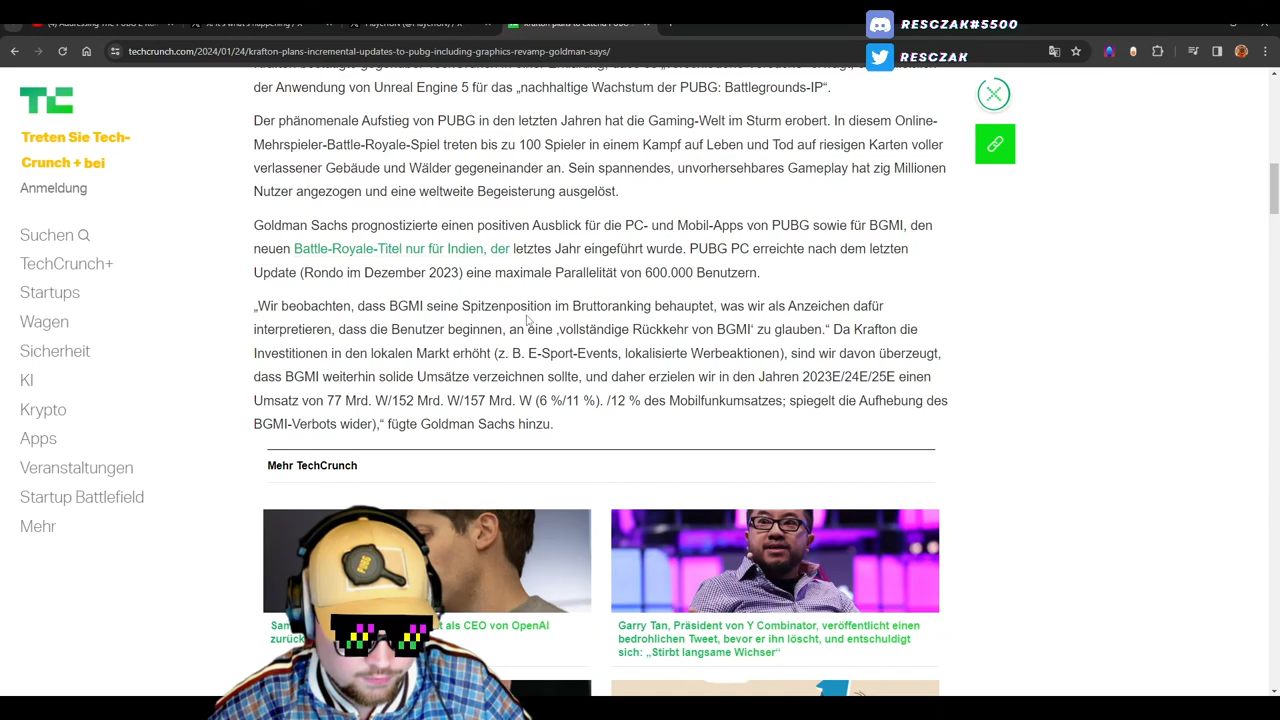 RESCZAK#5500
techcrunch.com/2024/01/24/krafton-plans-incremental-updates-to-pubg-including-graphics-revamp-goldman-says/
RESCZAK
der Anwendung von Unreal Engine 5 für das „nachhaltige Wachstum der PUBG: Battlegrounds-IP“.
TC
Treten Sie Tech-
Crunch + bei
Anmeldung
Suchen
TechCrunch+
Startups
Wagen
Sicherheit
KI
Krypto
Apps
Veranstaltungen
Startup Battlefield
Mehr
Der phänomenale Aufstieg von PUBG in den letzten Jahren hat die Gaming-Welt im Sturm erobert. In diesem Online-
Mehrspieler-Battle-Royale-Spiel treten bis zu 100 Spieler in einem Kampf auf Leben und Tod auf riesigen Karten voller
verlassener Gebäude und Wälder gegeneinander an. Sein spannendes, unvorhersehbares Gameplay hat zig Millionen
Nutzer angezogen und eine weltweite Begeisterung ausgelöst.
Goldman Sachs prognostizierte einen positiven Ausblick für die PC- und Mobil-Apps von PUBG sowie für BGMI, den
neuen Battle-Royale-Titel nur für Indien, der letztes Jahr eingeführt wurde. PUBG PC erreichte nach dem letzten
Update (Rondo im Dezember 2023) eine maximale Parallelität von 600.000 Benutzern.
„Wir beobachten, dass BGMI seine Spitzenposition im Bruttoranking behauptet, was wir als Anzeichen dafür
interpretieren, dass die Benutzer beginnen, an eine ‚vollständige Rückkehr von BGMI‘ zu glauben.“ Da Krafton die
Investitionen in den lokalen Markt erhöht (z. B. E-Sport-Events, lokalisierte Werbeaktionen), sind wir davon überzeugt,
dass BGMI weiterhin solide Umsätze verzeichnen sollte, und daher erzielen wir in den Jahren 2023E/24E/25E einen
Umsatz von 77 Mrd. W/152 Mrd. W/157 Mrd. W (6 %/11 %). /12 % des Mobilfunkumsatzes; spiegelt die Aufhebung des
BGMI-Verbots wider),“ fügte Goldman Sachs hinzu.
Mehr TechCrunch
PUBG
als CEO von OpenAI
zurück
Garry Tan, Präsident von Y Combinator, veröffentlicht einen
bedrohlichen Tweet, bevor er ihn löscht, und entschuldigt
sich: „Stirbt langsame Wichser“